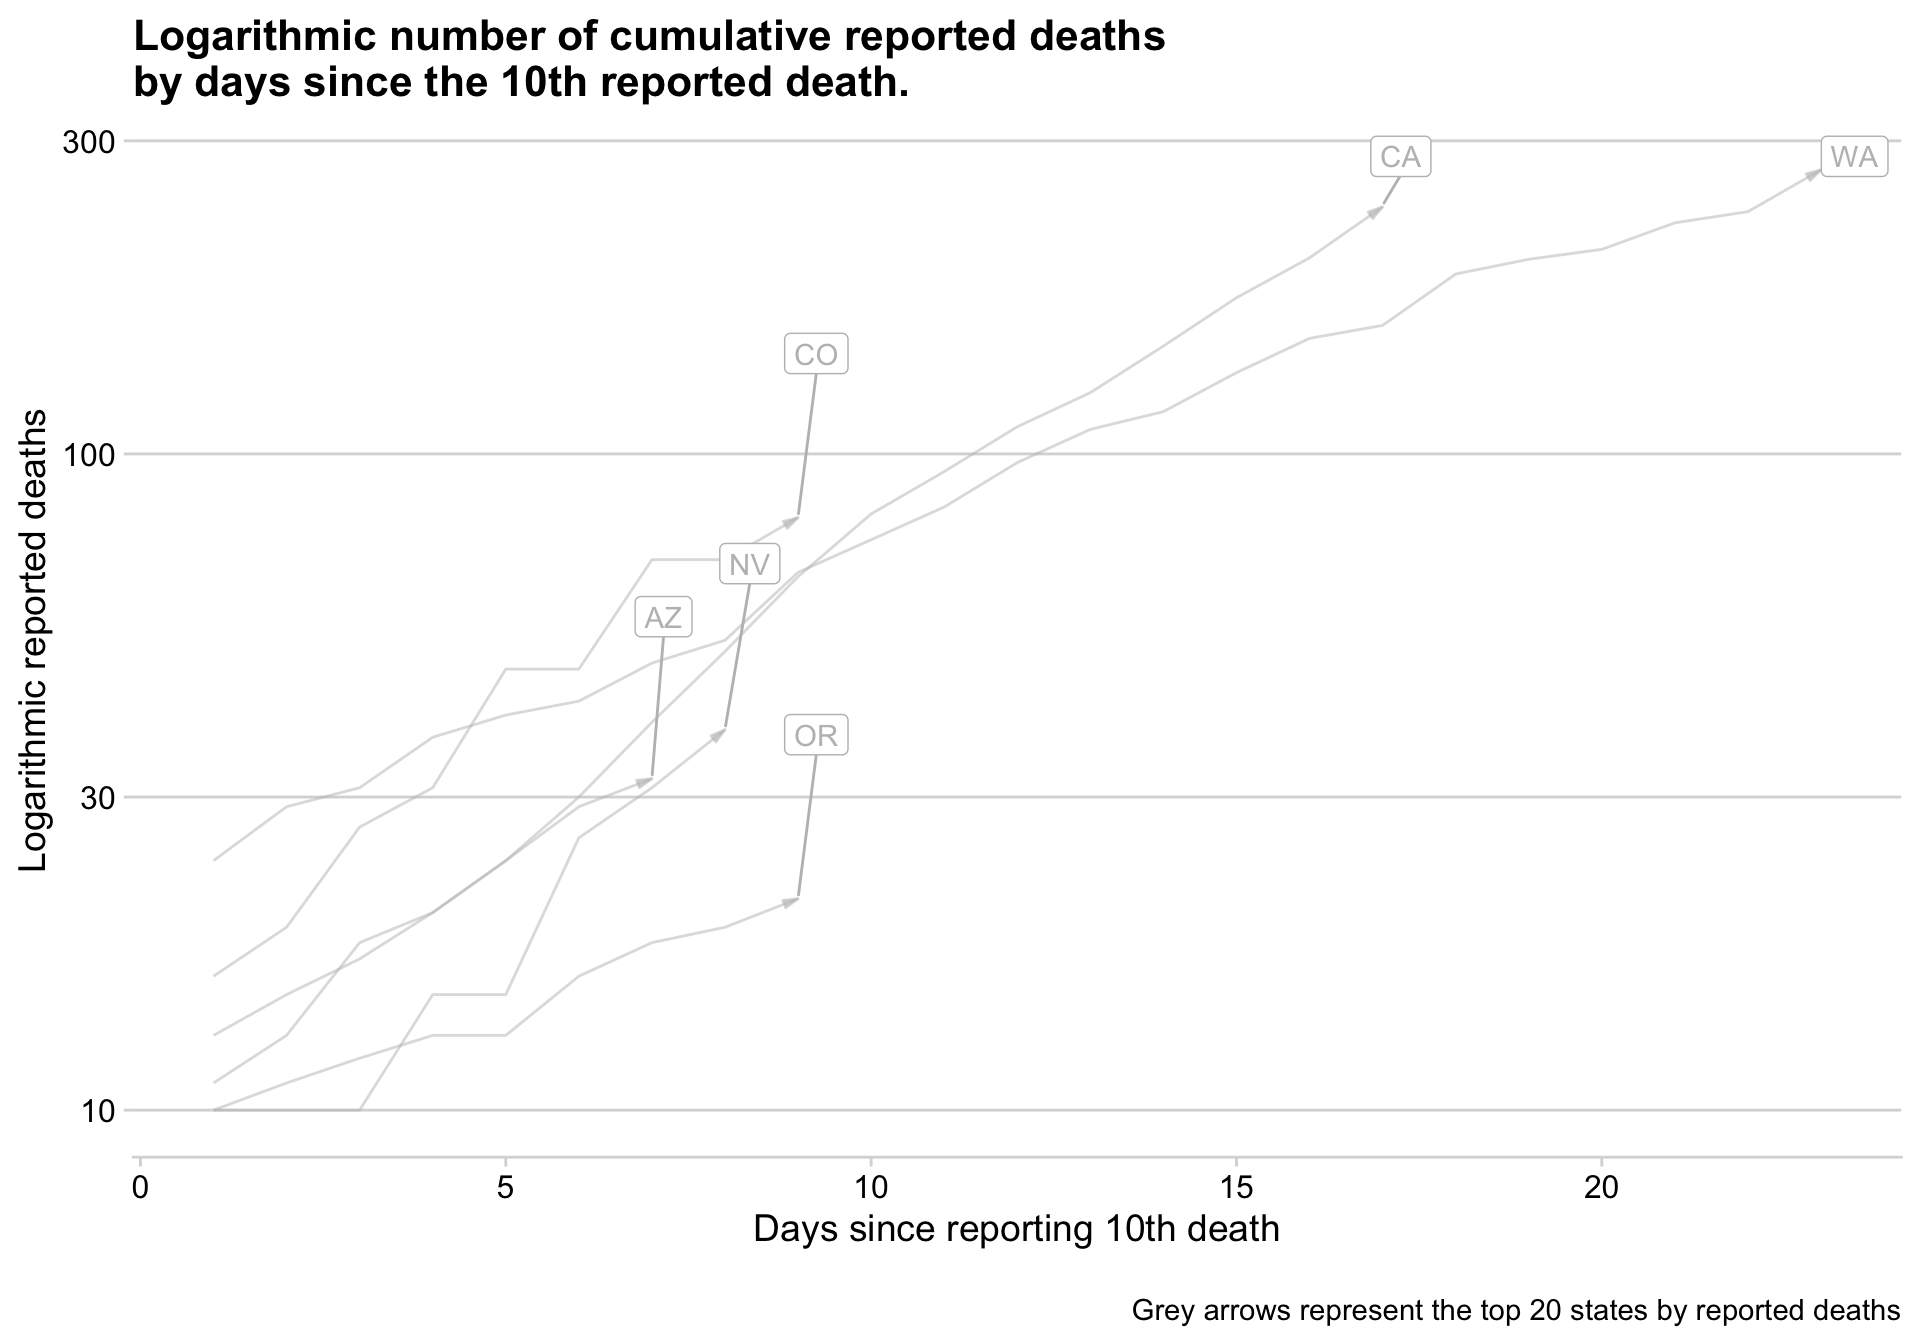 Logarithmic number of cumulative reported deaths
by days since the 10th reported death.
300
CA
WA
CO
100
NV
AZ
OR
30
10
Logarithmic reported deaths
0 5 10 15 20
Days since reporting 10th death
Grey arrows represent the top 20 states by reported deaths